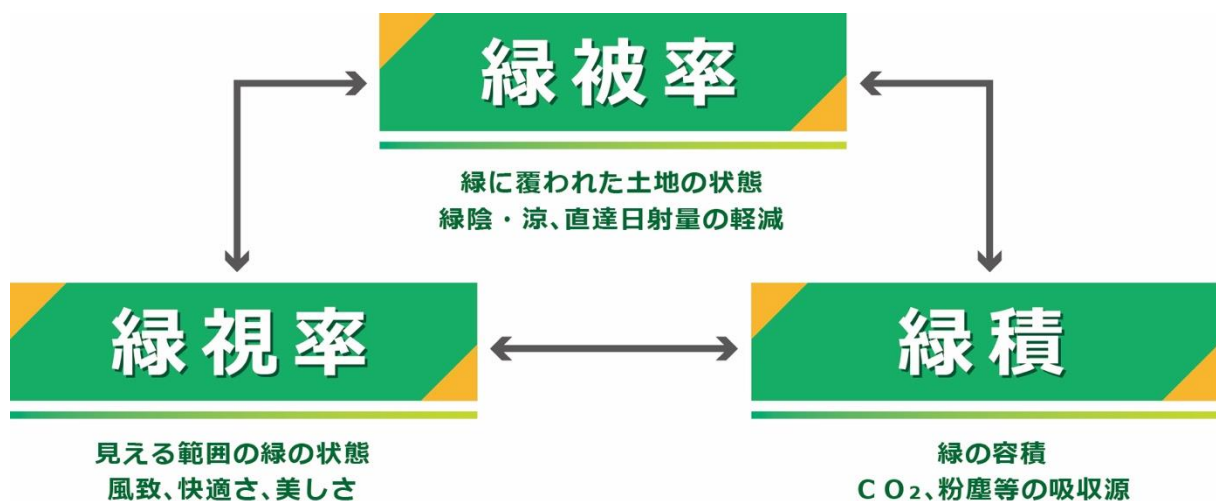 緑被率
緑に覆われた土地の状態
緑陰・涼、直達日射量の軽減
緑視率
見える範囲の緑の状態
風致、快適さ、美しさ
緑積
緑の容積
CO₂、粉塵等の吸収源